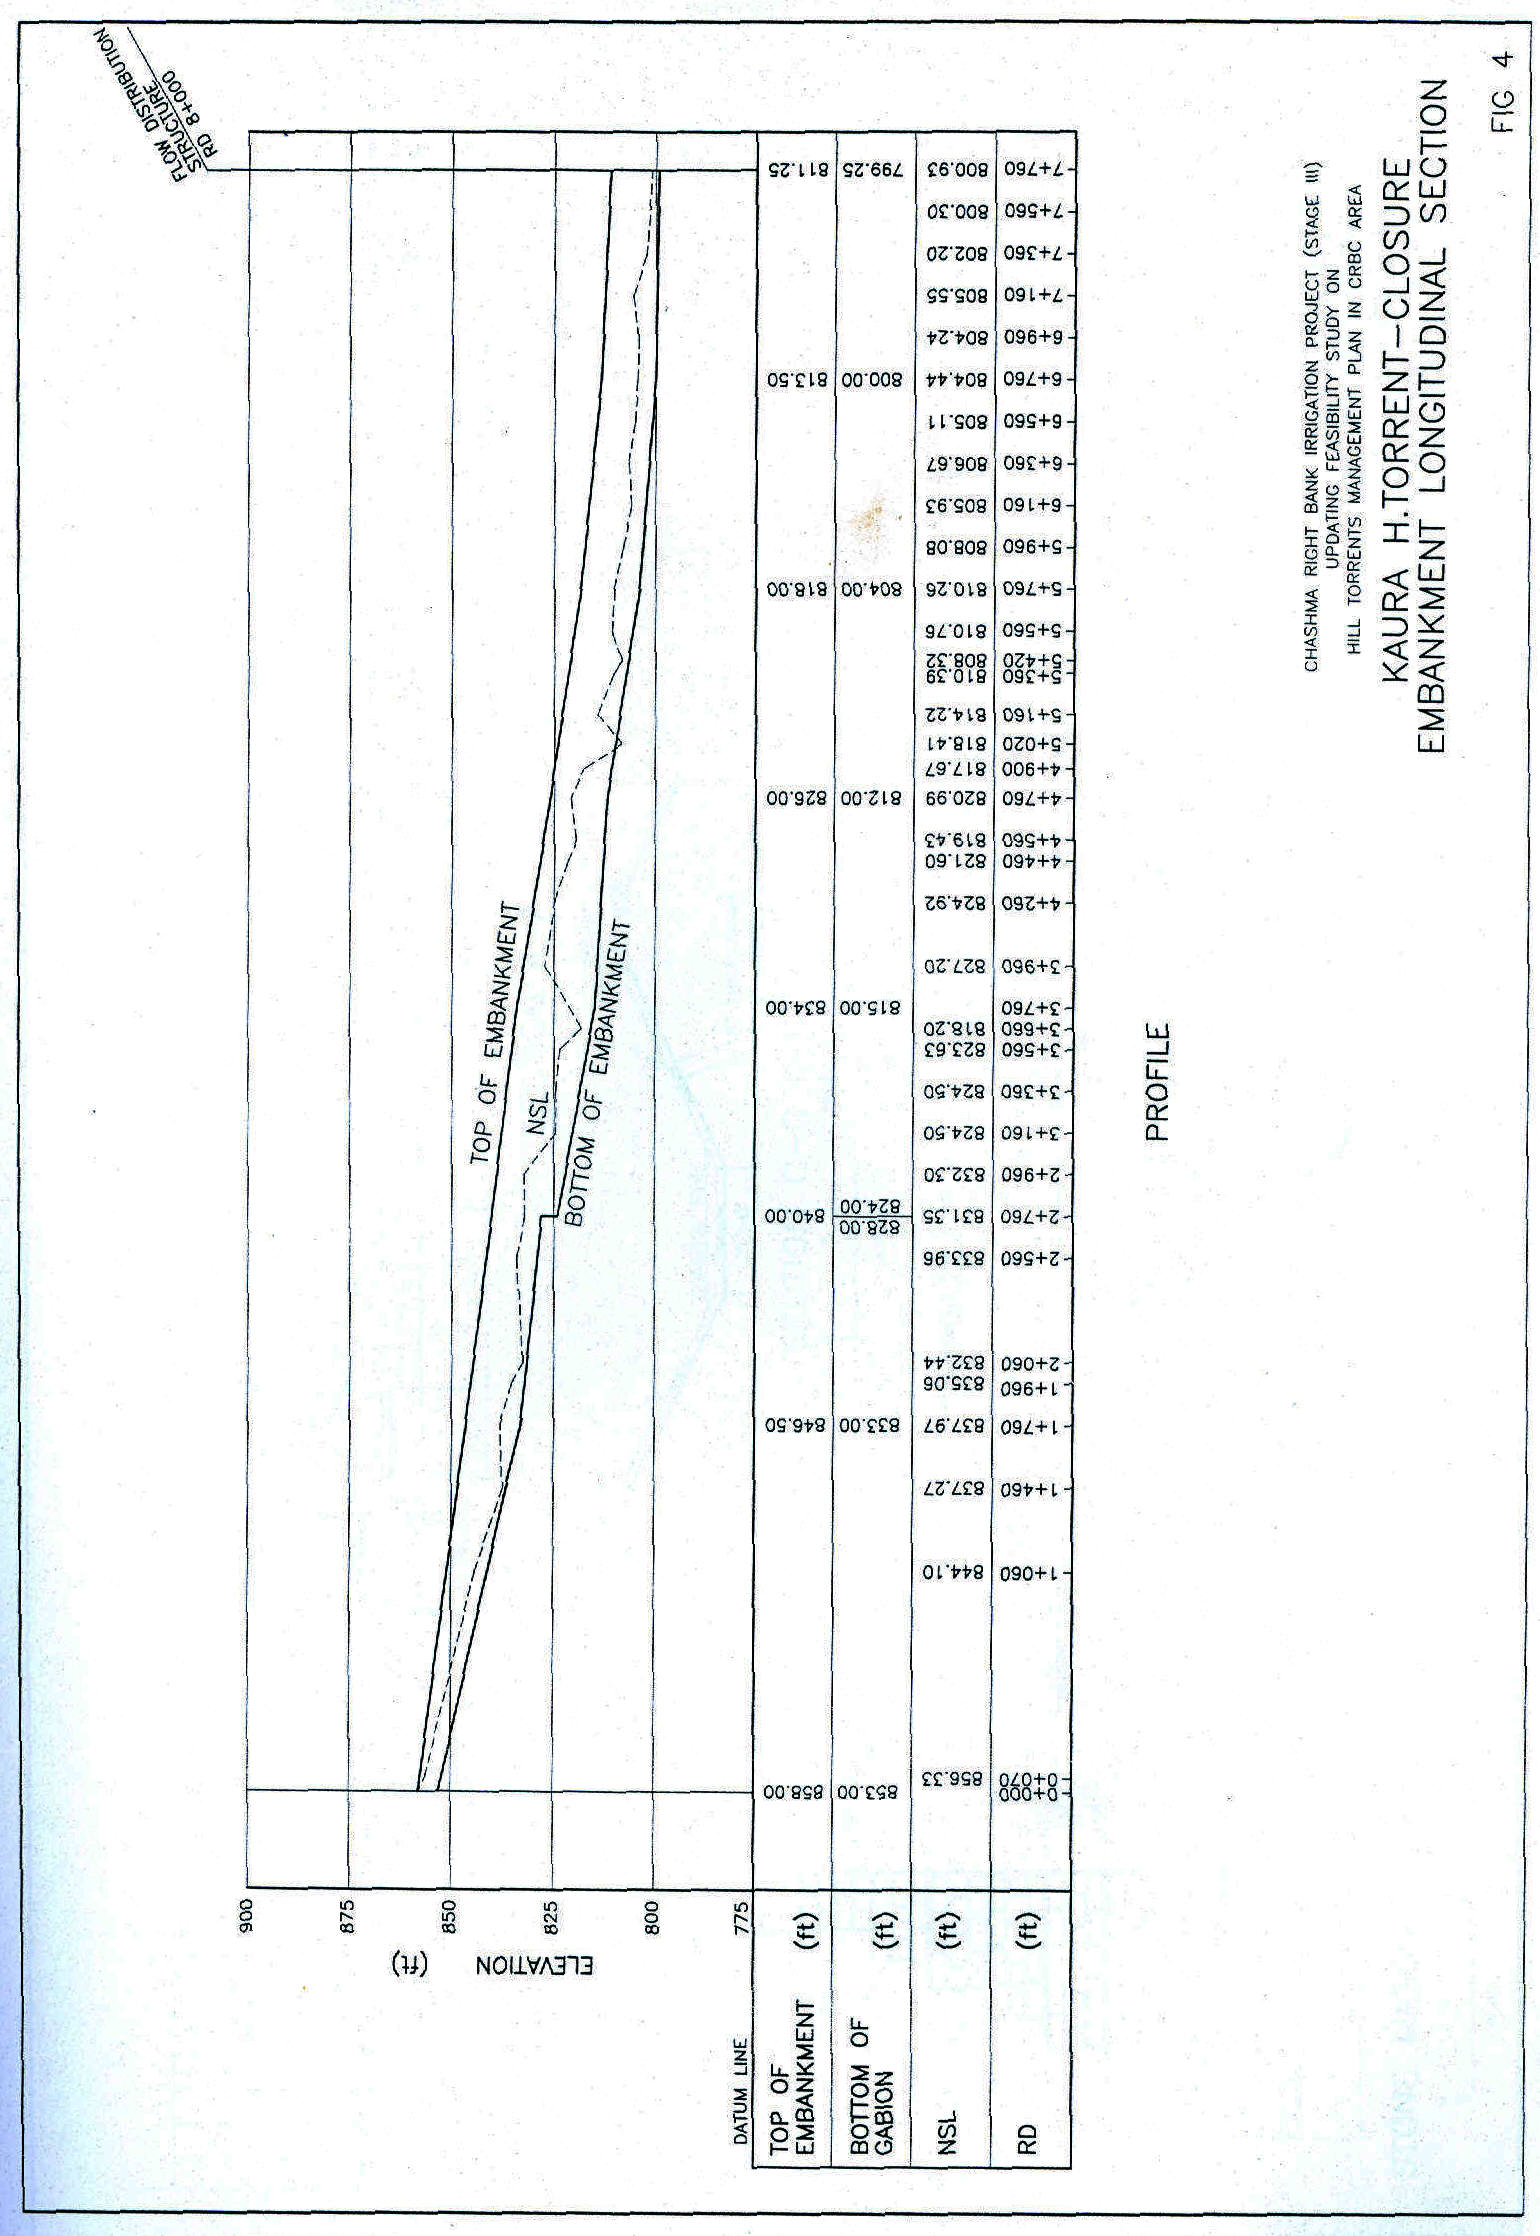 FLOW DISTRIBUTION
STRUCTURE
RD 8+000
900
875
850
825
800
775
ELEVATION (ft)
TOP OF EMBANKMENT
NSL
BOTTOM OF EMBANKMENT
DATUM LINE
TOP OF
EMBANKMENT (ft)
858.00 846.50 840.00 834.00 826.00 818.00 813.50 811.25
BOTTOM OF
GABION (ft)
853.00 833.00 828.00 824.00 815.00 812.00 804.00 800.00 799.25
NSL (ft)
856.33 844.10 837.27 837.97 835.06 832.44 833.96 831.35 832.30 824.50 824.50 823.63 818.20 827.20 824.92 821.60 819.43 820.99 817.67 818.41 814.22 810.39 808.32 810.76 810.26 808.08 805.93 806.67 805.11 804.44 804.24 805.55 802.20 800.30 800.93
RD (ft)
0+000 0+070 1+060 1+460 1+760 1+960 2+060 2+560 2+760 2+960 3+160 3+360 3+560 3+660 3+760 3+960 4+260 4+460 4+560 4+760 4+900 5+020 5+160 5+360 5+420 5+560 5+760 5+960 6+160 6+360 6+560 6+760 6+960 7+160 7+360 7+560 7+760
PROFILE
CHASHMA RIGHT BANK IRRIGATION PROJECT (STAGE III)
UPDATING FEASIBILITY STUDY ON
HILL TORRENTS MANAGEMENT PLAN IN CRBC AREA
KAURA H.TORRENT–CLOSURE
EMBANKMENT LONGITUDINAL SECTION
FIG 4